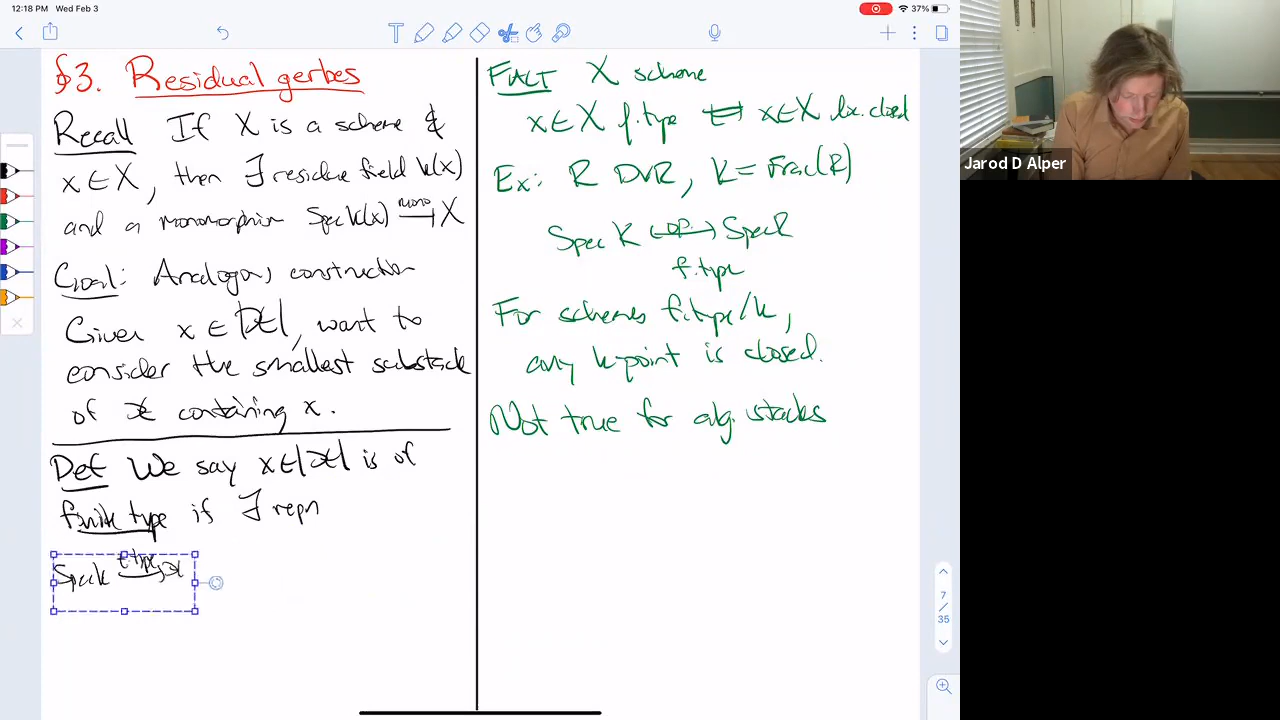 12:18 PM Wed Feb 3
37%
§3. Residual gerbes
Recall If X is a scheme &
x ∈ X, then ∃ residue field k(x)
and a monomorphism Spec k(x) →^{mono} X
Goal: Analogous construction
Given x ∈ |𝒳|, want to
consider the smallest substack
of 𝒳 containing x.
Def We say x ∈ |𝒳| is of
finite type if ∃ repn
Spec k →^{f.type} 𝒳
FACT X scheme
x ∈ X f.type ⟺ x ∈ X loc. closed
Ex: R DVR, K = Frac(R)
Spec K ↪^{op.} Spec R
f.type
For schemes f.type/k,
any k-point is closed.
Not true for alg. stacks
7
/
35
Jarod D Alper